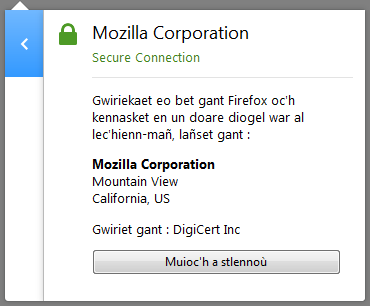 Mozilla Corporation
Secure Connection
Gwiriekaet eo bet gant Firefox oc'h
kennasket en un doare diogel war al
lec'hienn-mañ, lañset gant :
Mozilla Corporation
Mountain View
California, US
Gwiriet gant : DigiCert Inc
Muioc'h a stlennoù